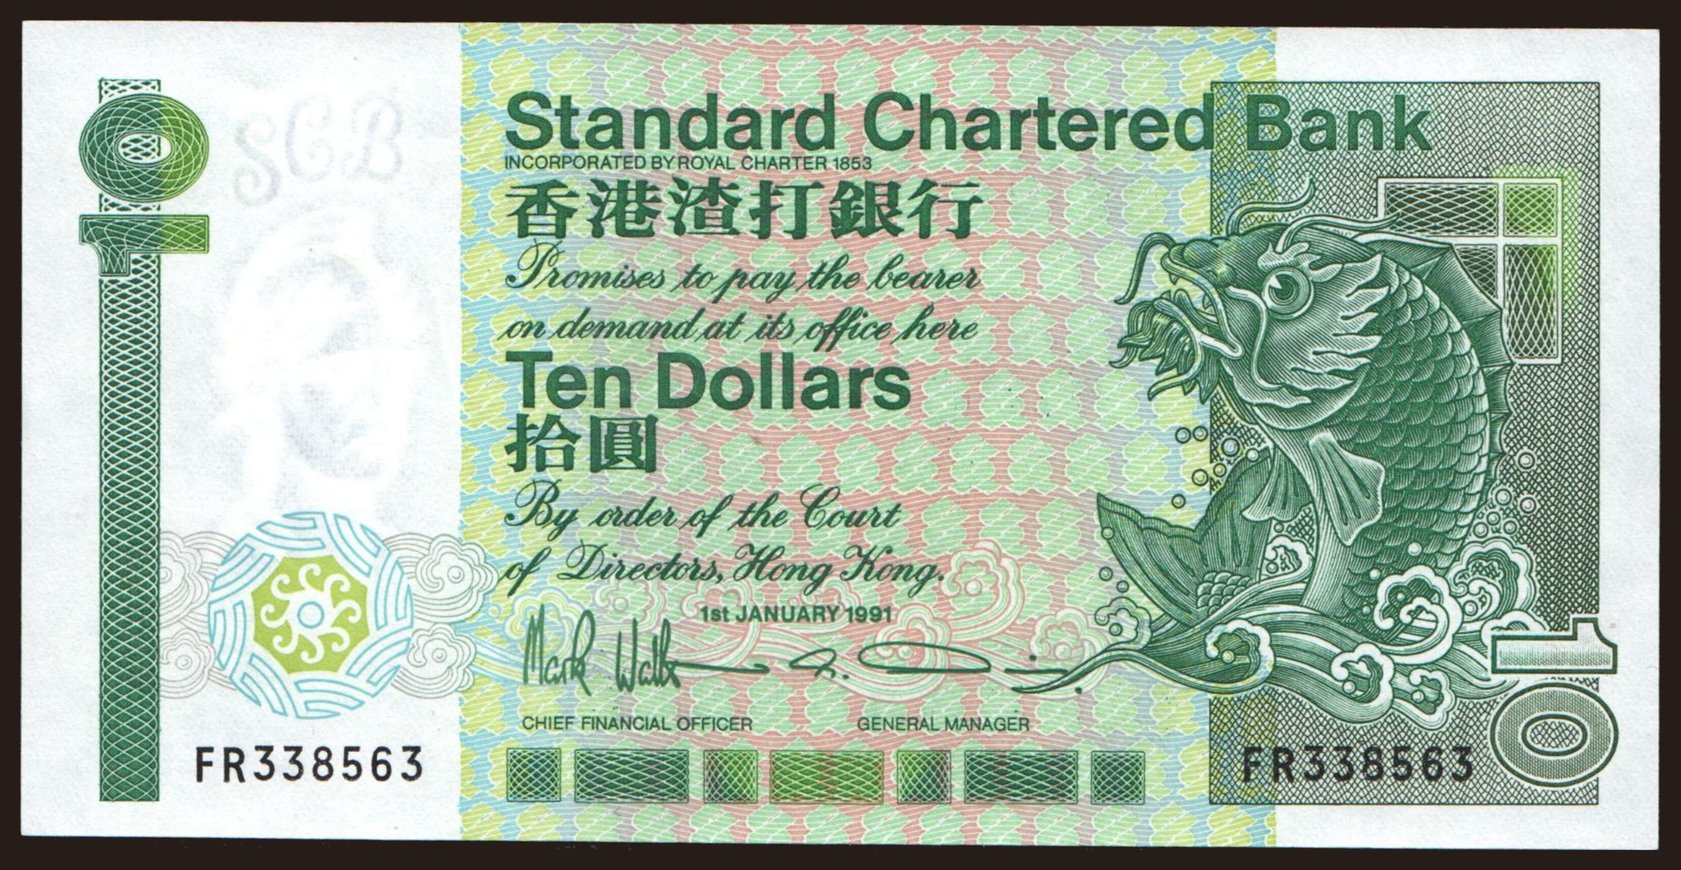 10
SCB
Standard Chartered Bank
INCORPORATED BY ROYAL CHARTER 1853
香港渣打銀行
Promises to pay the bearer
on demand at its office here
Ten Dollars
拾圓
By order of the Court
of Directors, Hong Kong.
1st JANUARY 1991
CHIEF FINANCIAL OFFICER
GENERAL MANAGER
FR338563
FR338563
10